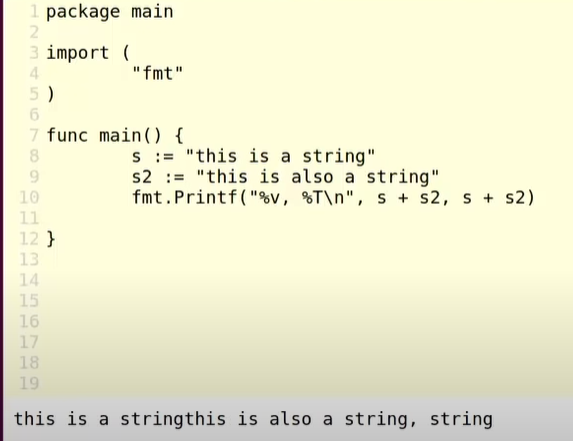 1 package main
2
3 import (
4         "fmt"
5 )
6
7 func main() {
8         s := "this is a string"
9         s2 := "this is also a string"
10         fmt.Printf("%v, %T\n", s + s2, s + s2)
11
12 }
13
14
15
16
17
18
19
this is a stringthis is also a string, string